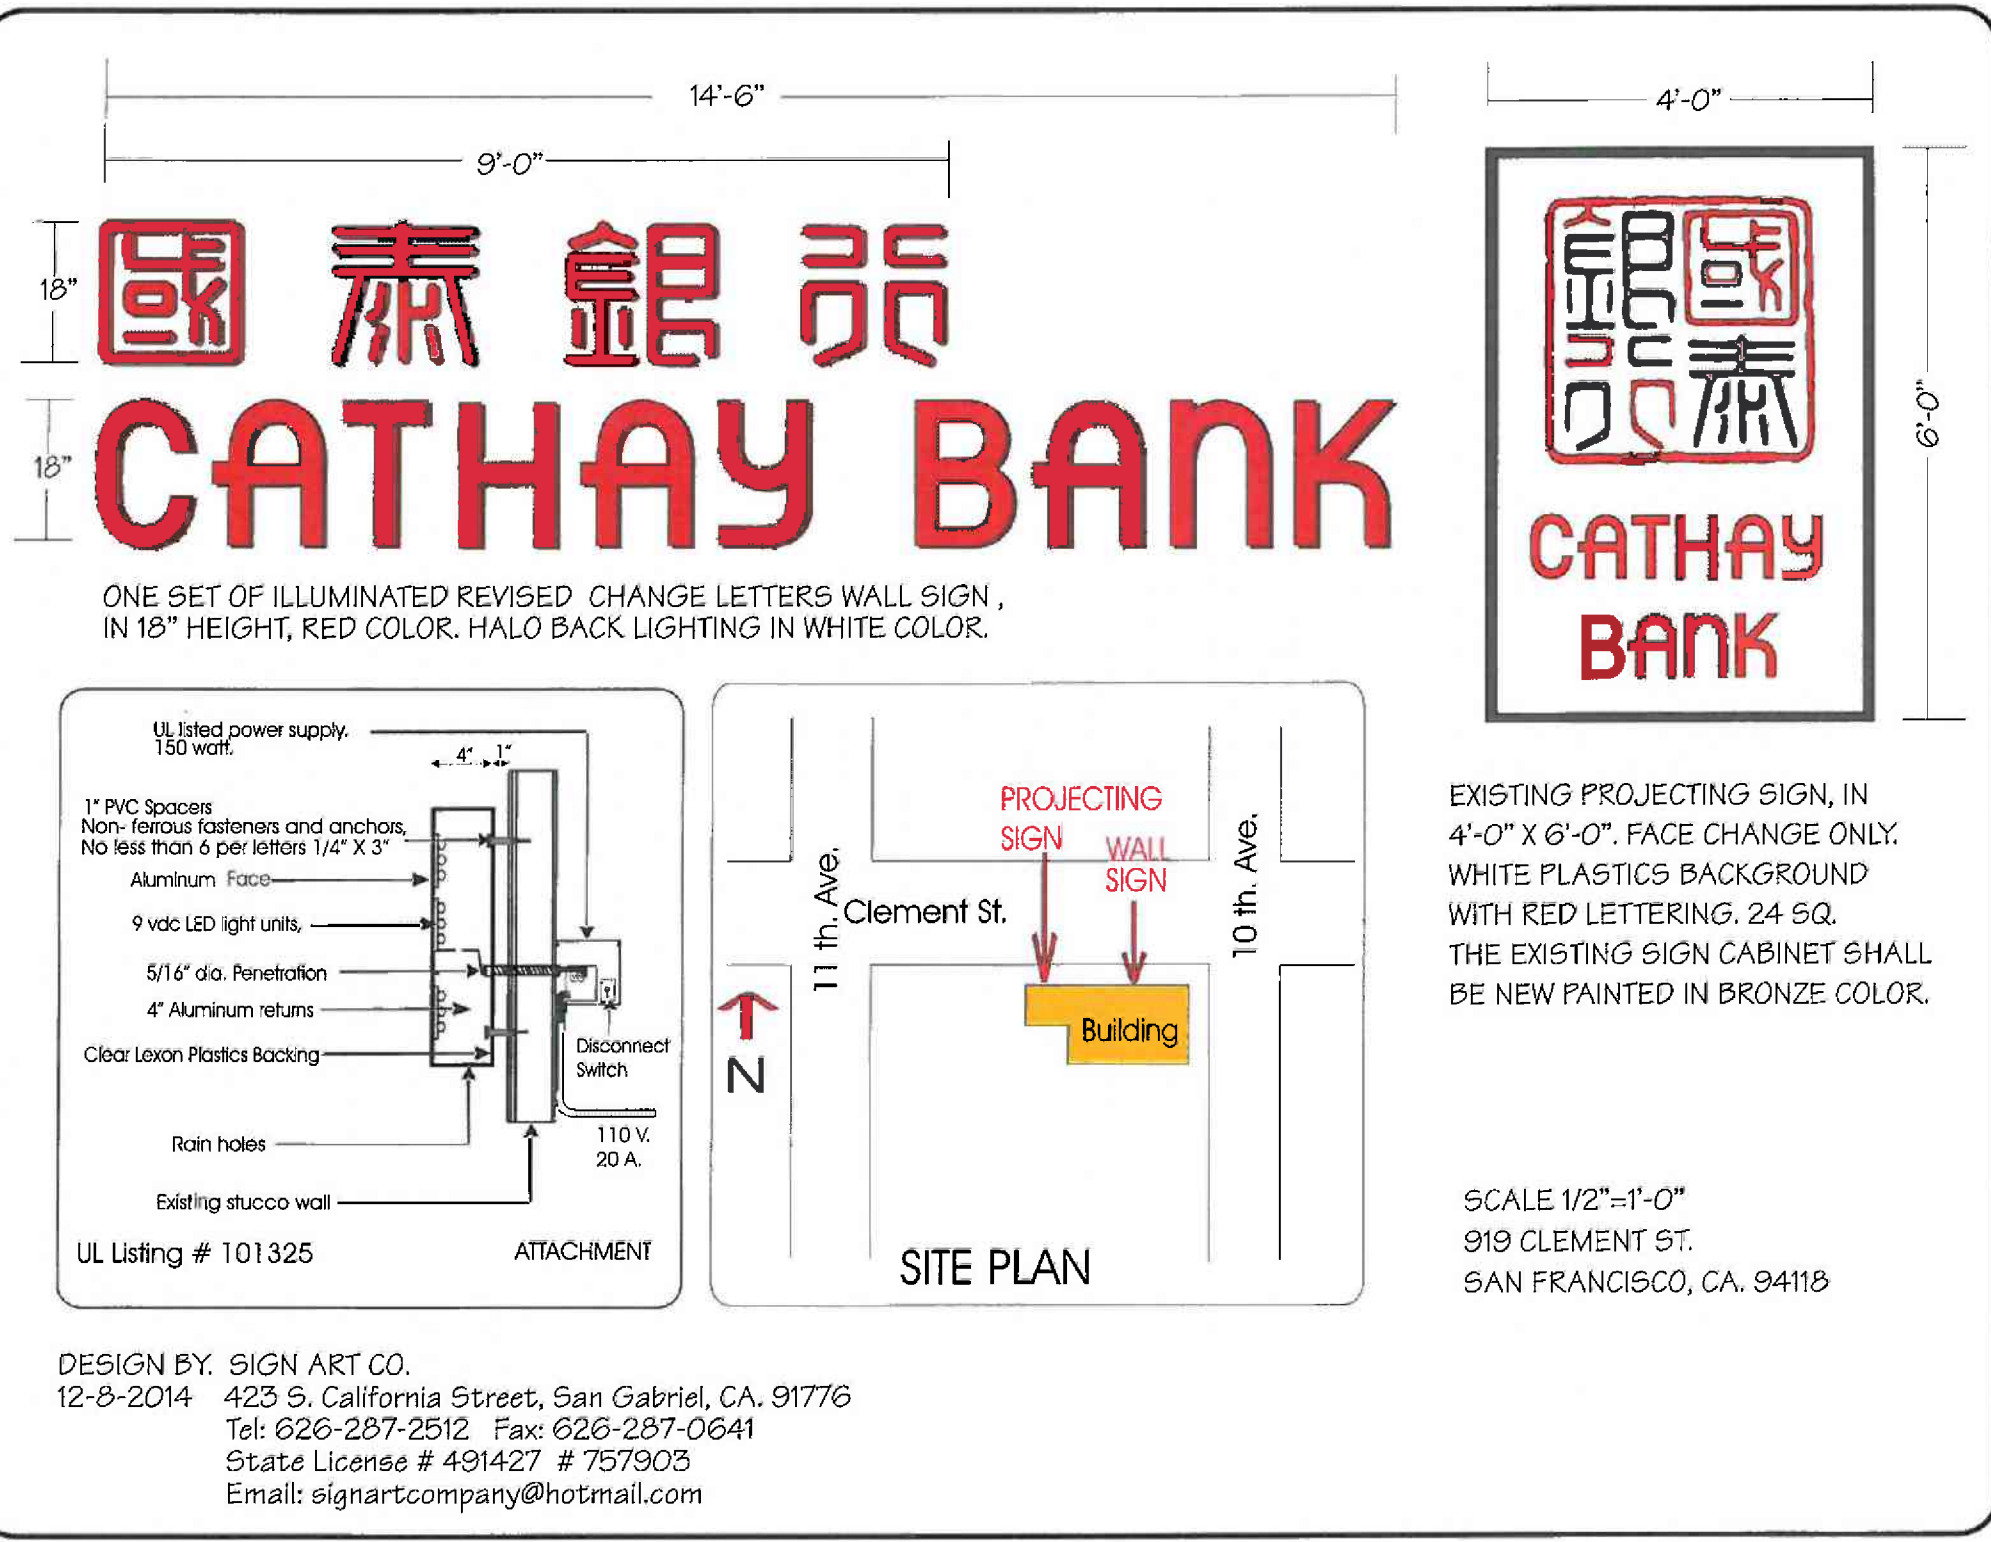 14'-6"
9'-0"
18"
國泰銀行
18"
CATHAY BANK
ONE SET OF ILLUMINATED REVISED CHANGE LETTERS WALL SIGN ,
IN 18" HEIGHT, RED COLOR. HALO BACK LIGHTING IN WHITE COLOR.
4'-0"
6'-0"
銀國
行泰
CATHAY
BANK
EXISTING PROJECTING SIGN, IN
4'-0" X 6'-0". FACE CHANGE ONLY.
WHITE PLASTICS BACKGROUND
WITH RED LETTERING. 24 SQ.
THE EXISTING SIGN CABINET SHALL
BE NEW PAINTED IN BRONZE COLOR.
UL listed power supply.
150 watt.
4" 1"
1" PVC Spacers
Non- ferrous fasteners and anchors,
No less than 6 per letters 1/4" X 3"
Aluminum Face
9 vdc LED light units,
5/16" dia. Penetration
4" Aluminum returns
Clear Lexon Plastics Backing
Disconnect
Switch
Rain holes
110 V.
20 A.
Existing stucco wall
UL Listing # 101325
ATTACHMENT
PROJECTING
SIGN
WALL
SIGN
11 th. Ave.
Clement St.
10 th. Ave.
Building
N
SITE PLAN
SCALE 1/2"=1'-0"
919 CLEMENT ST.
SAN FRANCISCO, CA. 94118
DESIGN BY. SIGN ART CO.
12-8-2014 423 S. California Street, San Gabriel, CA. 91776
Tel: 626-287-2512 Fax: 626-287-0641
State License # 491427 # 757903
Email: signartcompany@hotmail.com